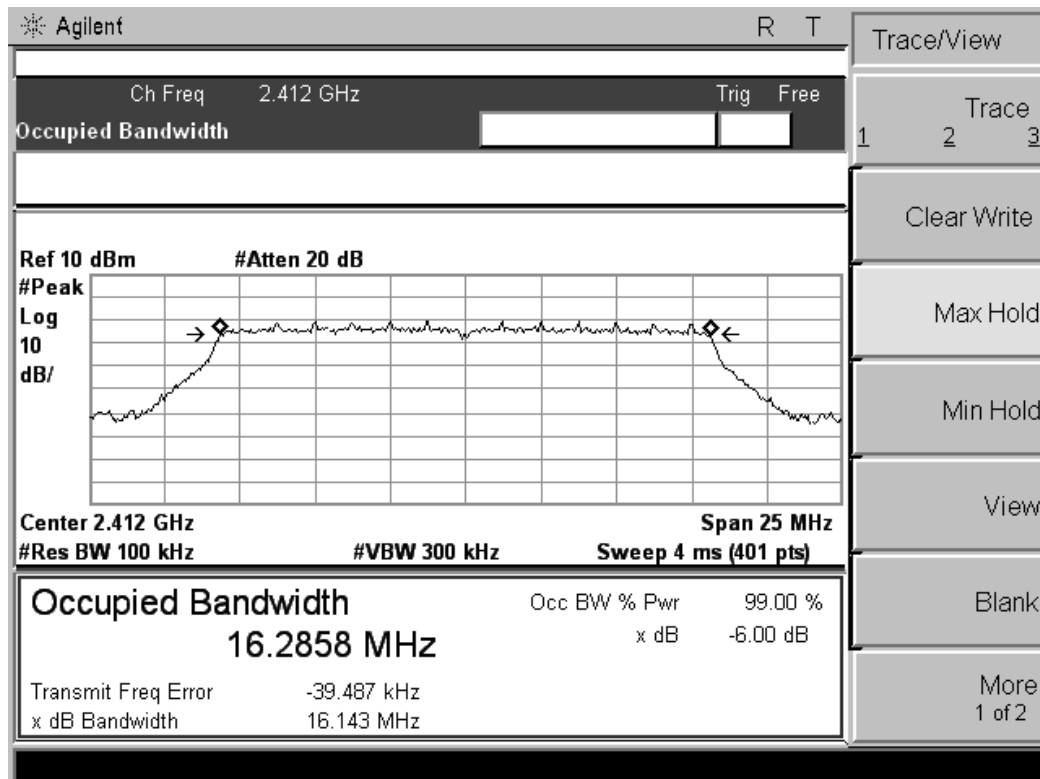 Agilent R T
Trace/View
Ch Freq 2.412 GHz Trig Free
Occupied Bandwidth
Trace
1 2 3
Clear Write
Max Hold
Min Hold
View
Blank
More
1 of 2
Ref 10 dBm #Atten 20 dB
#Peak
Log
10
dB/
Center 2.412 GHz Span 25 MHz
#Res BW 100 kHz #VBW 300 kHz Sweep 4 ms (401 pts)
Occupied Bandwidth
16.2858 MHz
Occ BW % Pwr 99.00 %
x dB -6.00 dB
Transmit Freq Error -39.487 kHz
x dB Bandwidth 16.143 MHz